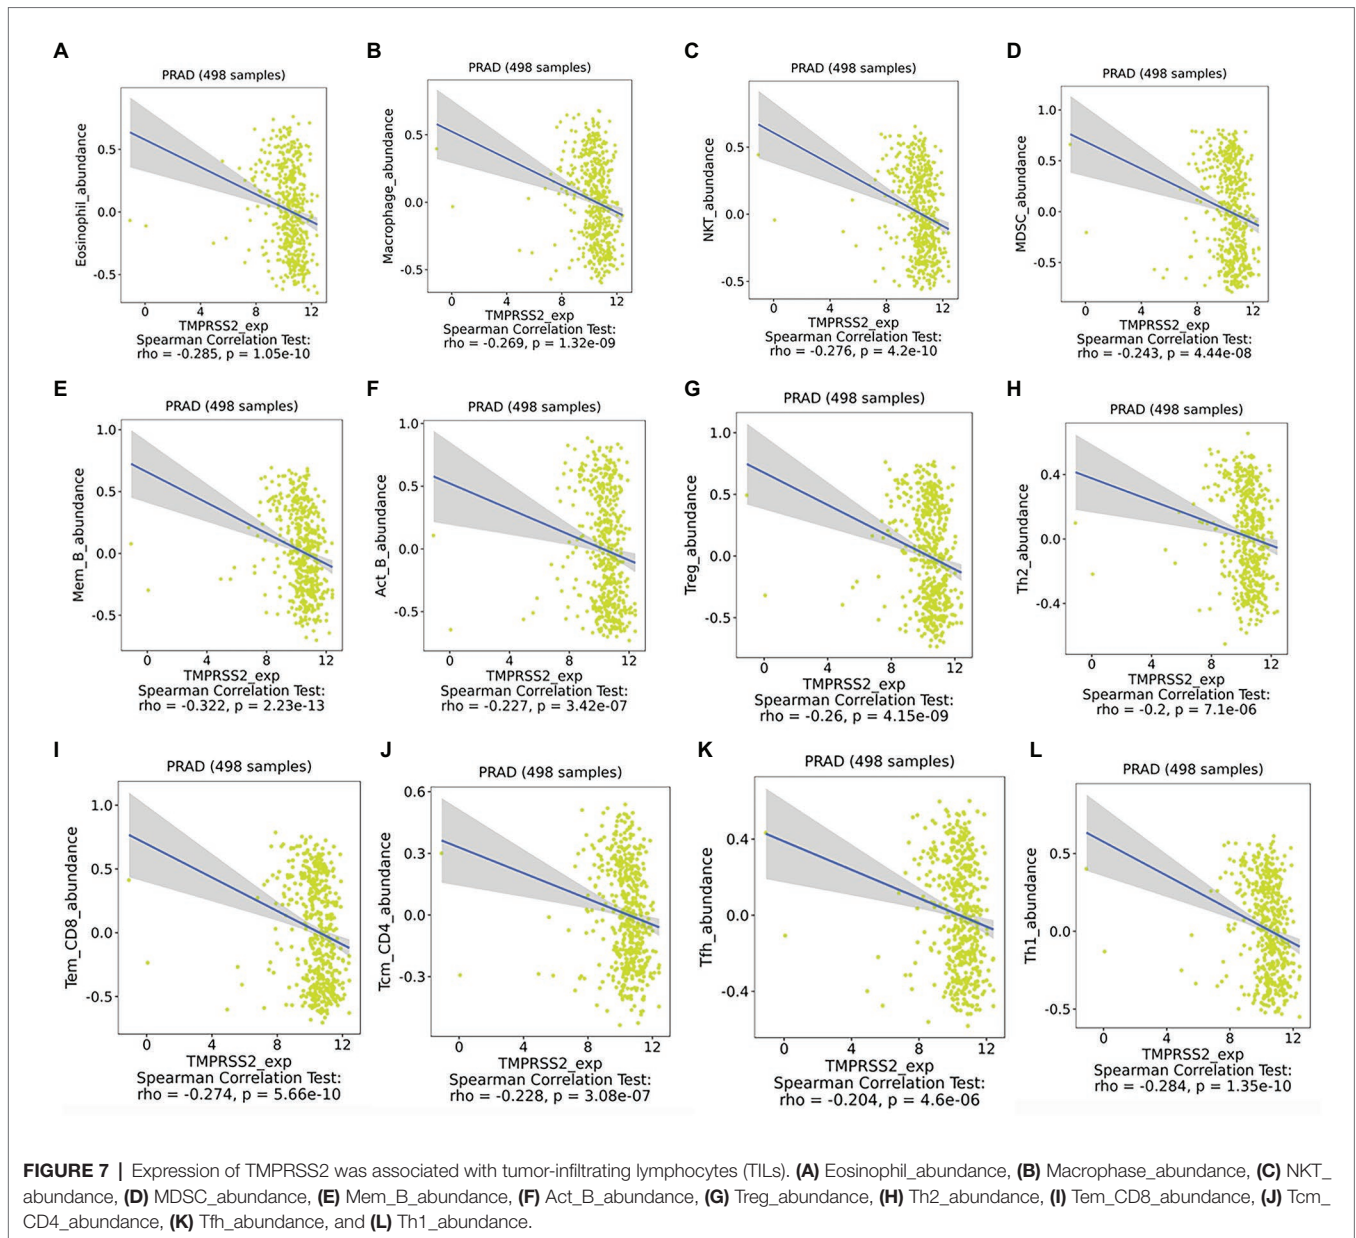 A
PRAD (498 samples)
Eosinophil_abundance
0.5
0.0
-0.5
0 4 8 12
TMPRSS2_exp
Spearman Correlation Test:
rho = -0.285, p = 1.05e-10
B
PRAD (498 samples)
Macrophage_abundance
0.5
0.0
-0.5
0 4 8 12
TMPRSS2_exp
Spearman Correlation Test:
rho = -0.269, p = 1.32e-09
C
PRAD (498 samples)
NKT_abundance
0.5
0.0
-0.5
0 4 8 12
TMPRSS2_exp
Spearman Correlation Test:
rho = -0.276, p = 4.2e-10
D
PRAD (498 samples)
MDSC_abundance
1.0
0.5
0.0
-0.5
0 4 8 12
TMPRSS2_exp
Spearman Correlation Test:
rho = -0.243, p = 4.44e-08
E
PRAD (498 samples)
Mem_B_abundance
1.0
0.5
0.0
-0.5
0 4 8 12
TMPRSS2_exp
Spearman Correlation Test:
rho = -0.322, p = 2.23e-13
F
PRAD (498 samples)
Act_B_abundance
1.0
0.5
0.0
-0.5
0 4 8 12
TMPRSS2_exp
Spearman Correlation Test:
rho = -0.227, p = 3.42e-07
G
PRAD (498 samples)
Treg_abundance
1.0
0.5
0.0
-0.5
0 4 8 12
TMPRSS2_exp
Spearman Correlation Test:
rho = -0.26, p = 4.15e-09
H
PRAD (498 samples)
Th2_abundance
0.4
0.0
-0.4
0 4 8 12
TMPRSS2_exp
Spearman Correlation Test:
rho = -0.2, p = 7.1e-06
I
PRAD (498 samples)
Tem_CD8_abundance
1.0
0.5
0.0
-0.5
0 4 8 12
TMPRSS2_exp
Spearman Correlation Test:
rho = -0.274, p = 5.66e-10
J
PRAD (498 samples)
Tcm_CD4_abundance
0.6
0.3
0.0
-0.3
0 4 8 12
TMPRSS2_exp
Spearman Correlation Test:
rho = -0.228, p = 3.08e-07
K
PRAD (498 samples)
Tfh_abundance
0.4
0.0
-0.4
0 4 8 12
TMPRSS2_exp
Spearman Correlation Test:
rho = -0.204, p = 4.6e-06
L
PRAD (498 samples)
Th1_abundance
0.5
0.0
-0.5
0 4 8 12
TMPRSS2_exp
Spearman Correlation Test:
rho = -0.284, p = 1.35e-10
FIGURE 7 | Expression of TMPRSS2 was associated with tumor-infiltrating lymphocytes (TILs). (A) Eosinophil_abundance, (B) Macrophase_abundance, (C) NKT_
abundance, (D) MDSC_abundance, (E) Mem_B_abundance, (F) Act_B_abundance, (G) Treg_abundance, (H) Th2_abundance, (I) Tem_CD8_abundance, (J) Tcm_
CD4_abundance, (K) Tfh_abundance, and (L) Th1_abundance.